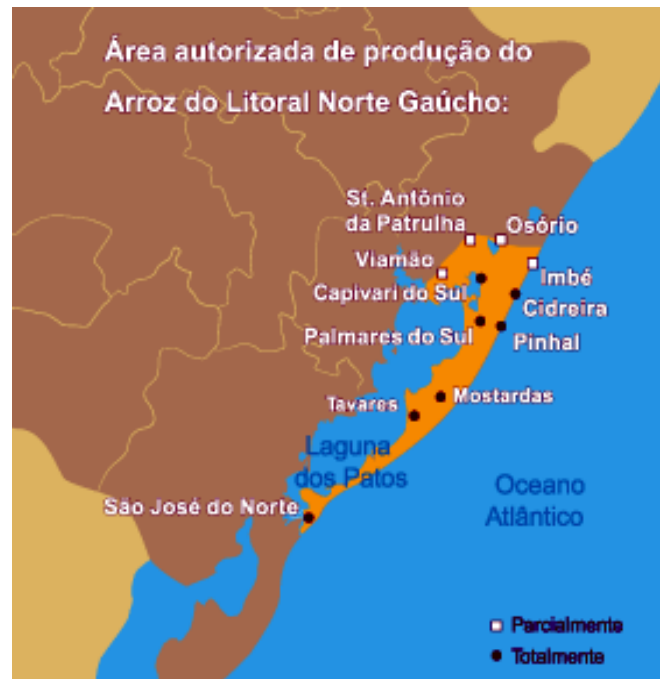 Área autorizada de produção do
Arroz do Litoral Norte Gaúcho:
St. Antônio
da Patrulha
Osório
Viamão
Imbé
Capivari do Sul
Cidreira
Palmares do Sul
Pinhal
Mostardas
Tavares
Laguna
dos Patos
São José do Norte
Oceano
Atlântico
Parcialmente
Totalmente